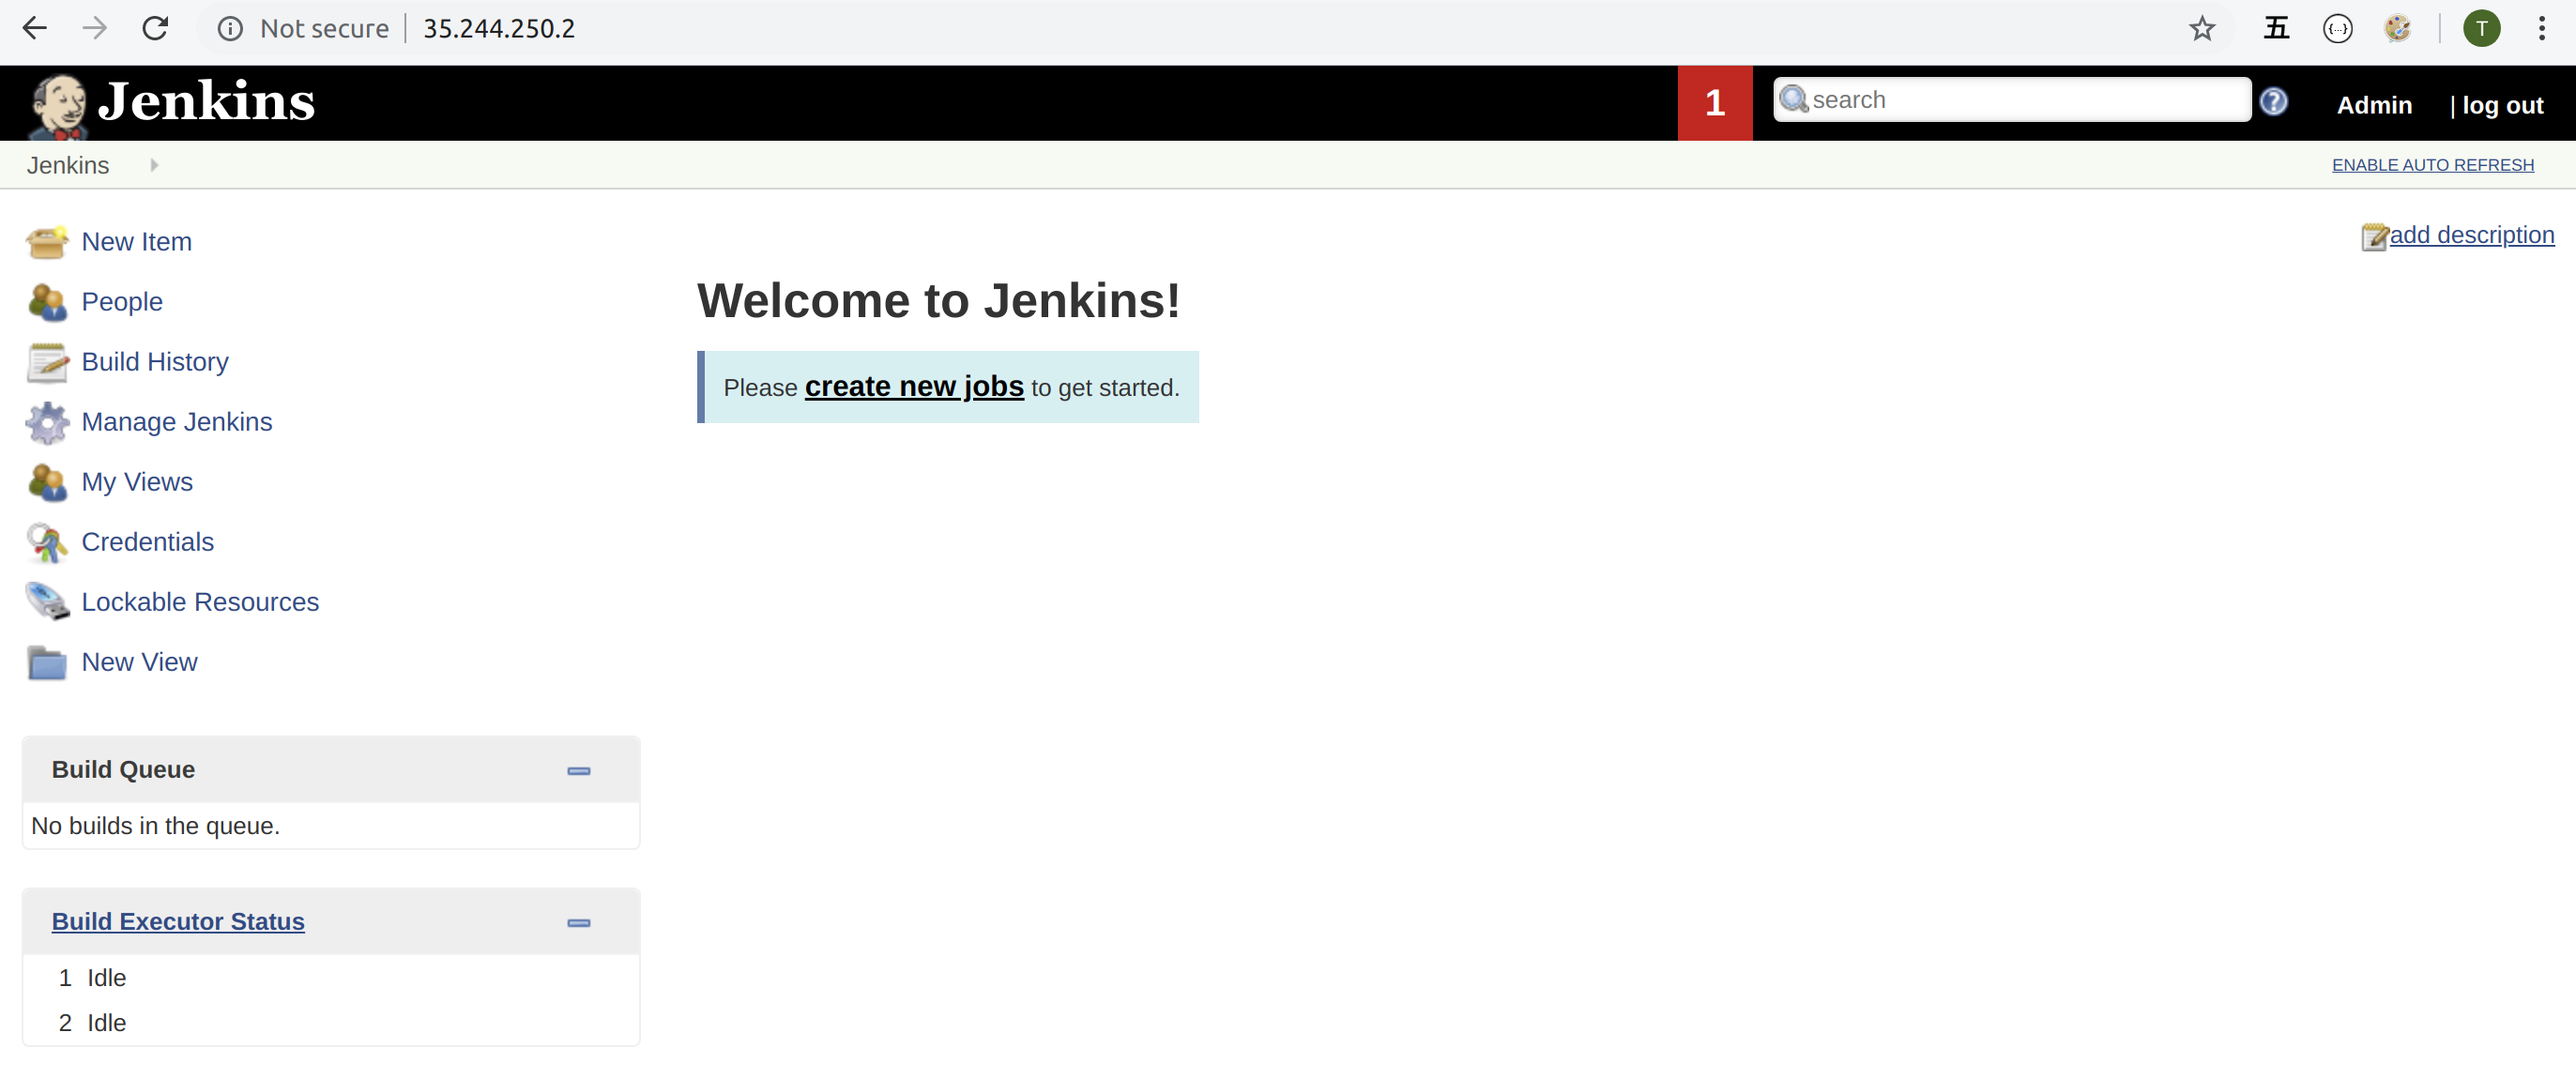 Not secure | 35.244.250.2
五 {...} T
Jenkins
1
search
?
Admin | log out
Jenkins
ENABLE AUTO REFRESH
New Item
add description
People
Welcome to Jenkins!
Build History
Please create new jobs to get started.
Manage Jenkins
My Views
Credentials
Lockable Resources
New View
Build Queue
No builds in the queue.
Build Executor Status
1 Idle
2 Idle